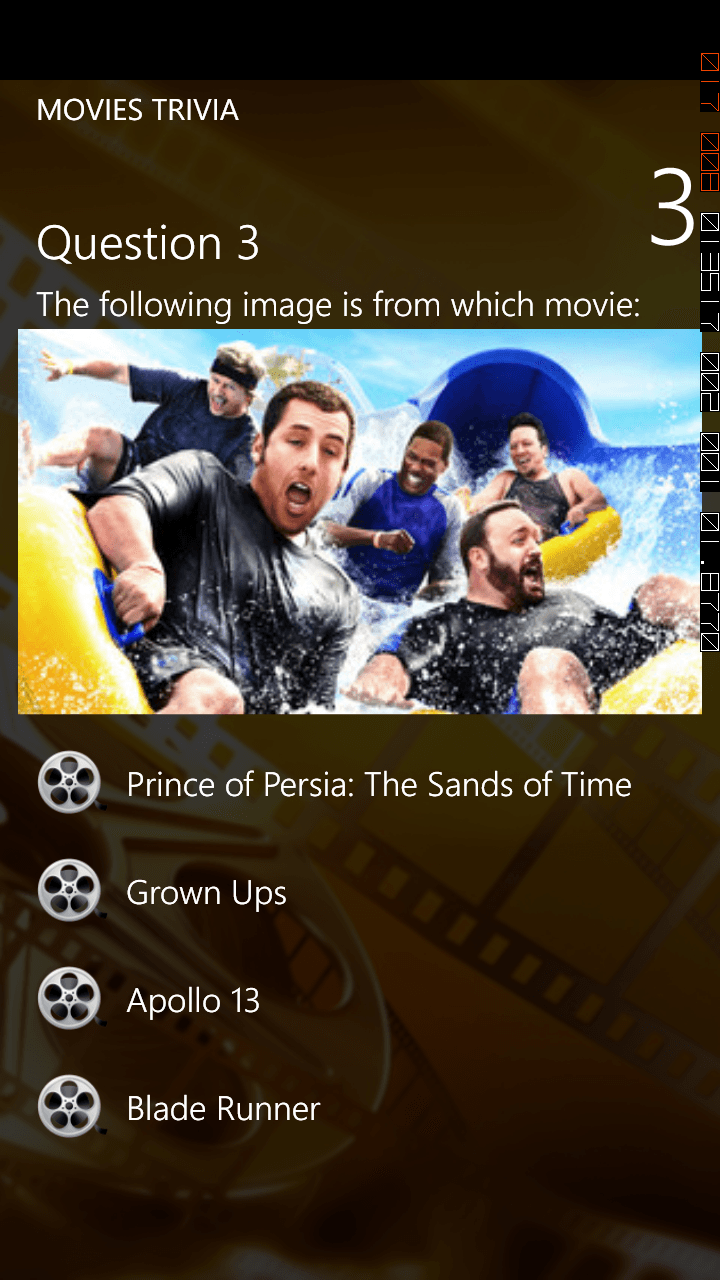 MOVIES TRIVIA
3
Question 3
The following image is from which movie:
Prince of Persia: The Sands of Time
Grown Ups
Apollo 13
Blade Runner